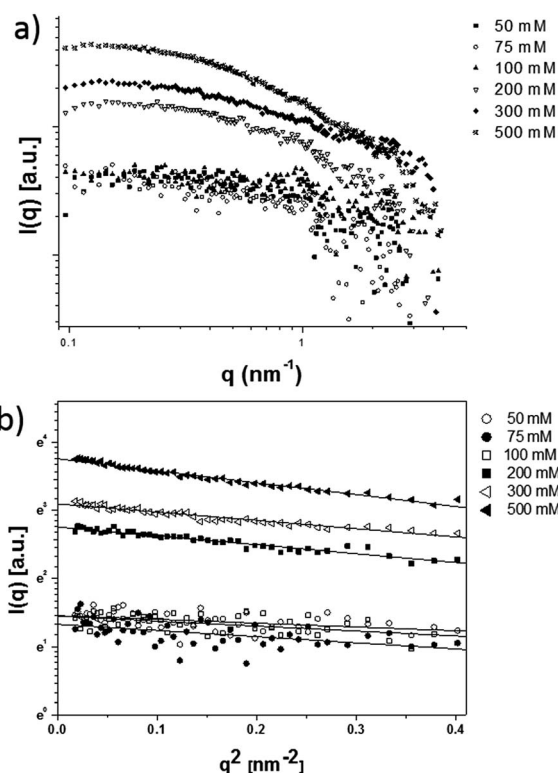 a)
50 mM
75 mM
100 mM
200 mM
300 mM
500 mM
I(q) [a.u.]
0.1
1
q (nm⁻¹)
b)
50 mM
75 mM
100 mM
200 mM
300 mM
500 mM
e⁴
e³
e²
e¹
e⁰
I(q) [a.u.]
0.0
0.1
0.2
0.3
0.4
q² [nm⁻²]